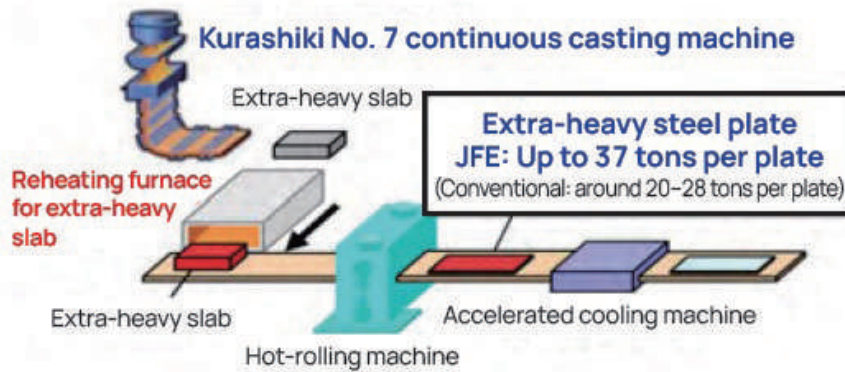 Kurashiki No. 7 continuous casting machine
Extra-heavy slab
Extra-heavy steel plate
JFE: Up to 37 tons per plate
(Conventional: around 20–28 tons per plate)
Reheating furnace
for extra-heavy
slab
Extra-heavy slab
Hot-rolling machine
Accelerated cooling machine